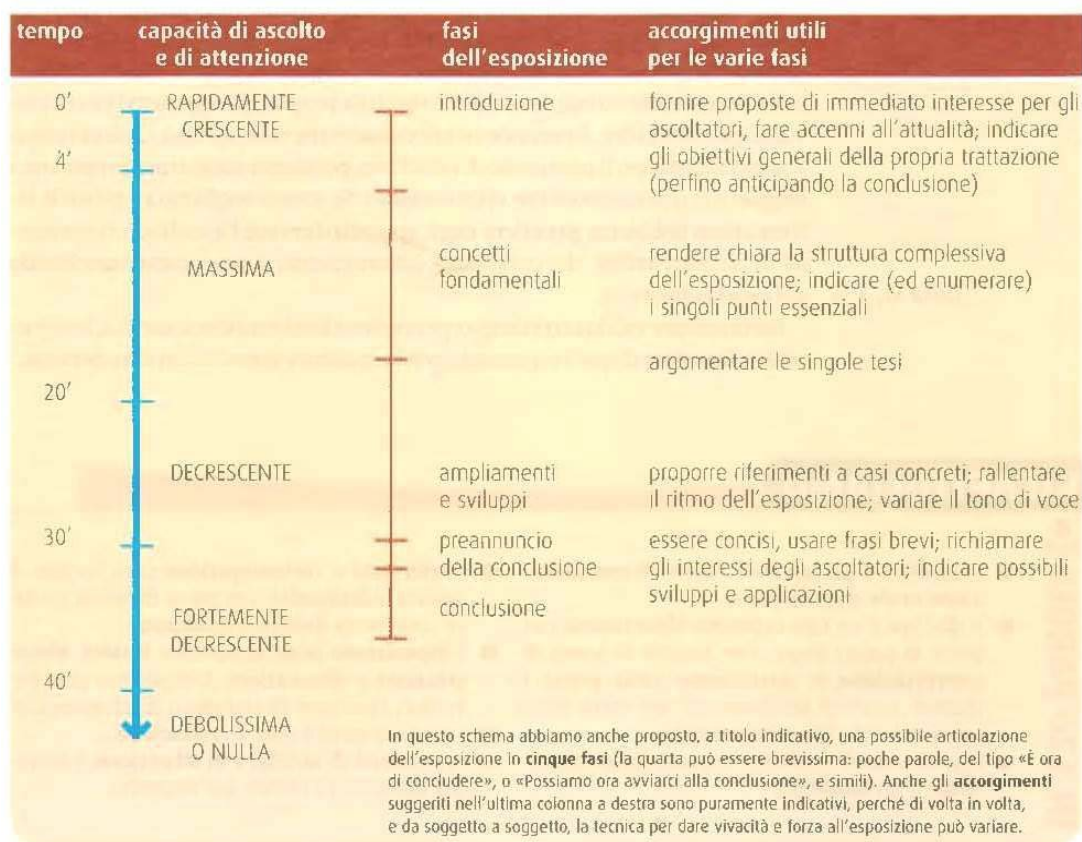 tempo
capacità di ascolto
e di attenzione
fasi
dell'esposizione
accorgimenti utili
per le varie fasi
0'
RAPIDAMENTE
CRESCENTE
introduzione
fornire proposte di immediato interesse per gli
ascoltatori, fare accenni all'attualità; indicare
gli obiettivi generali della propria trattazione
(perfino anticipando la conclusione)
4'
MASSIMA
concetti
fondamentali
rendere chiara la struttura complessiva
dell'esposizione; indicare (ed enumerare)
i singoli punti essenziali
argomentare le singole tesi
20'
DECRESCENTE
ampliamenti
e sviluppi
proporre riferimenti a casi concreti; rallentare
il ritmo dell'esposizione; variare il tono di voce
30'
preannuncio
della conclusione
essere concisi, usare frasi brevi; richiamare
gli interessi degli ascoltatori; indicare possibili
sviluppi e applicazioni
conclusione
FORTEMENTE
DECRESCENTE
40'
DEBOLISSIMA
O NULLA
In questo schema abbiamo anche proposto, a titolo indicativo, una possibile articolazione
dell'esposizione in cinque fasi (la quarta può essere brevissima: poche parole, del tipo «È ora
di concludere», o «Possiamo ora avviarci alla conclusione», e simili). Anche gli accorgimenti
suggeriti nell'ultima colonna a destra sono puramente indicativi, perché di volta in volta,
e da soggetto a soggetto, la tecnica per dare vivacità e forza all'esposizione può variare.